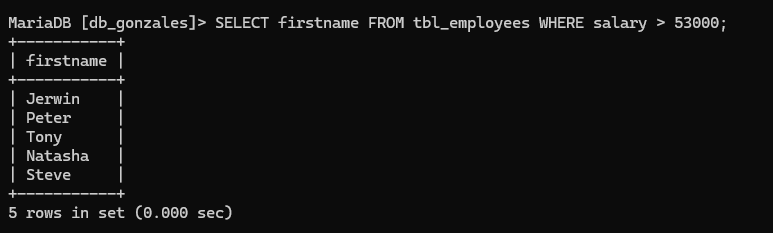 MariaDB [db_gonzales]> SELECT firstname FROM tbl_employees WHERE salary > 53000;
+-----------+
| firstname |
+-----------+
| Jerwin    |
| Peter     |
| Tony      |
| Natasha   |
| Steve     |
+-----------+
5 rows in set (0.000 sec)